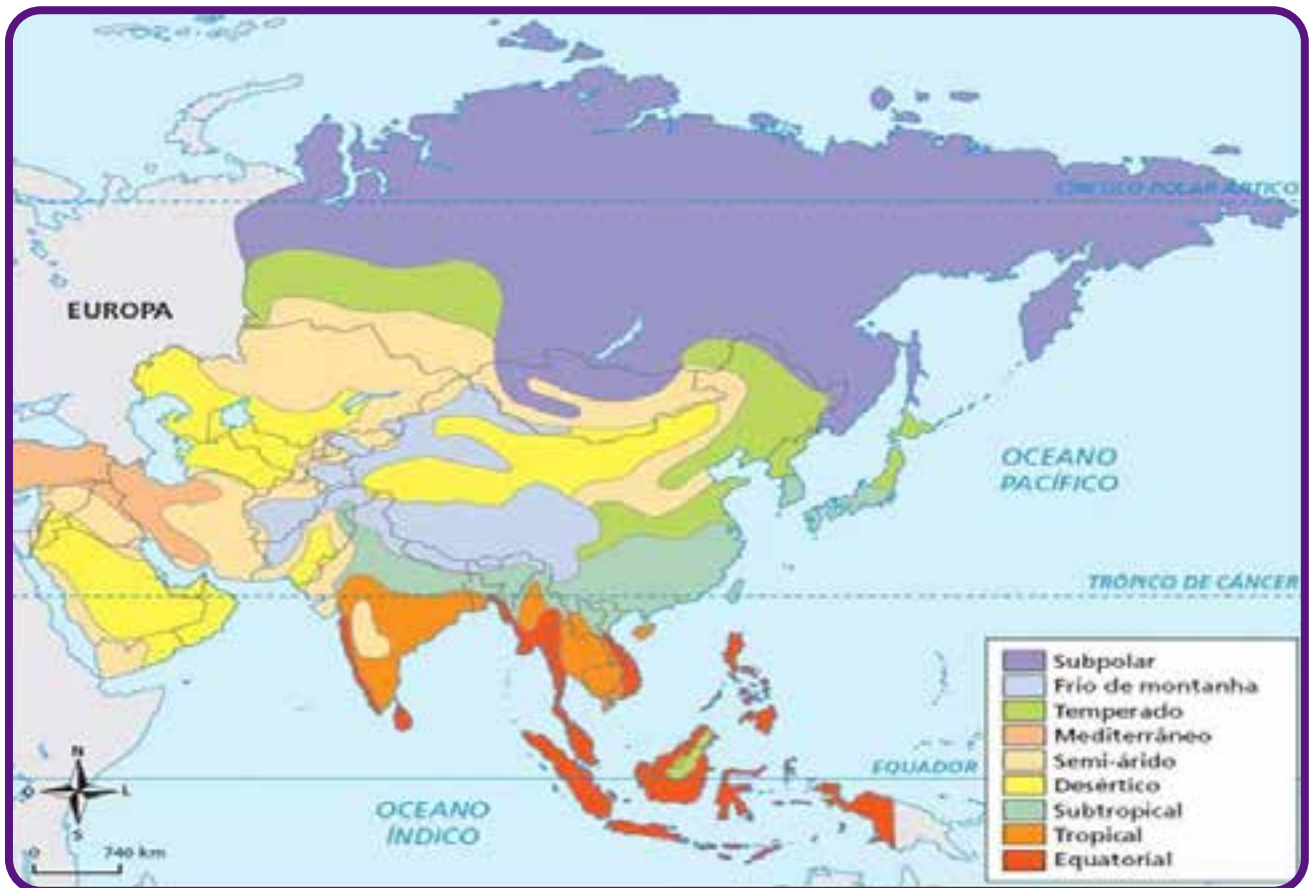 CÍRCULO POLAR ÁRTICO
EUROPA
OCEANO
PACÍFICO
TRÓPICO DE CÂNCER
EQUADOR
OCEANO
ÍNDICO
N
O
L
S
0
740 km
Subpolar
Frio de montanha
Temperado
Mediterrâneo
Semi-árido
Desértico
Subtropical
Tropical
Equatorial